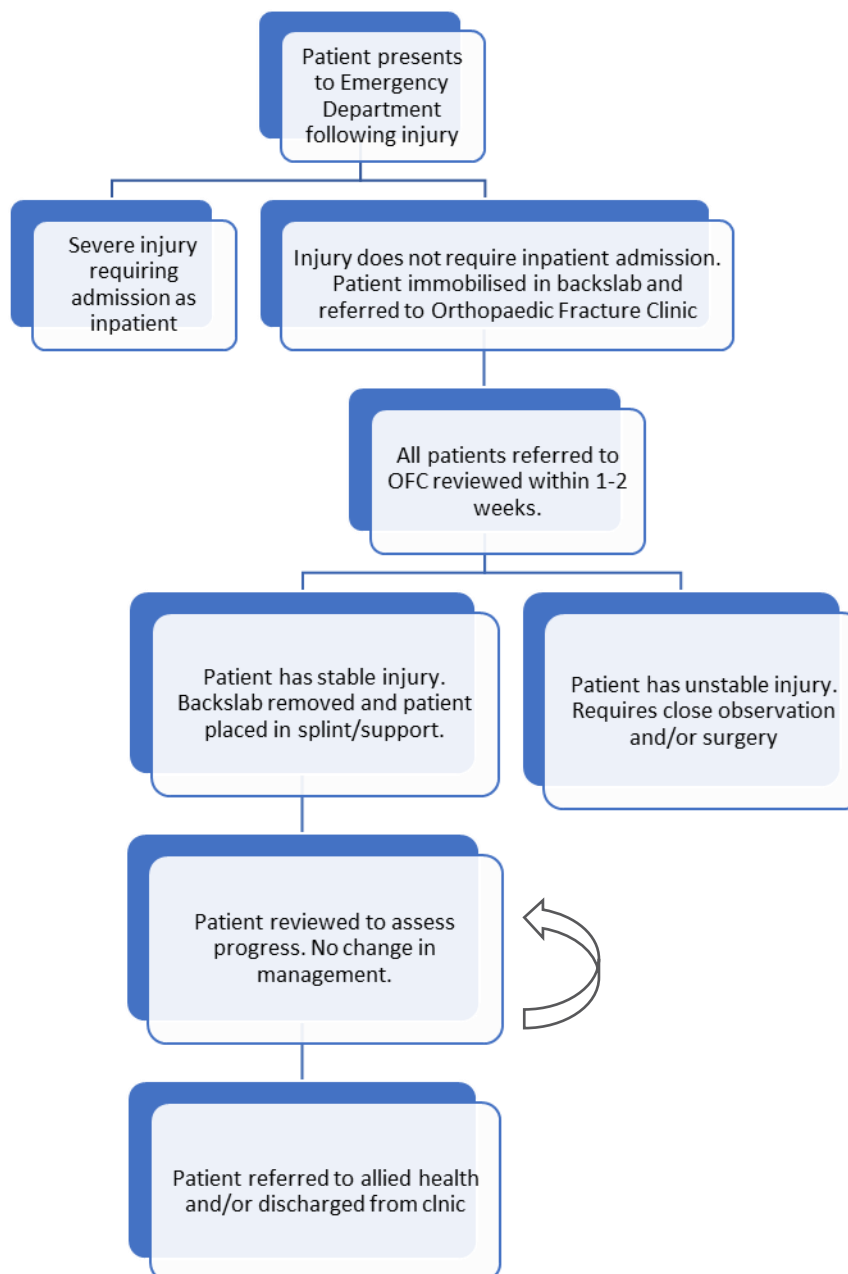 Patient presents
to Emergency
Department
following injury
Severe injury
requiring
admission as
inpatient
Injury does not require inpatient admission.
Patient immobilised in backslab and
referred to Orthopaedic Fracture Clinic
All patients referred to
OFC reviewed within 1-2
weeks.
Patient has stable injury.
Backslab removed and patient
placed in splint/support.
Patient has unstable injury.
Requires close observation
and/or surgery
Patient reviewed to assess
progress. No change in
management.
Patient referred to allied health
and/or discharged from clnic